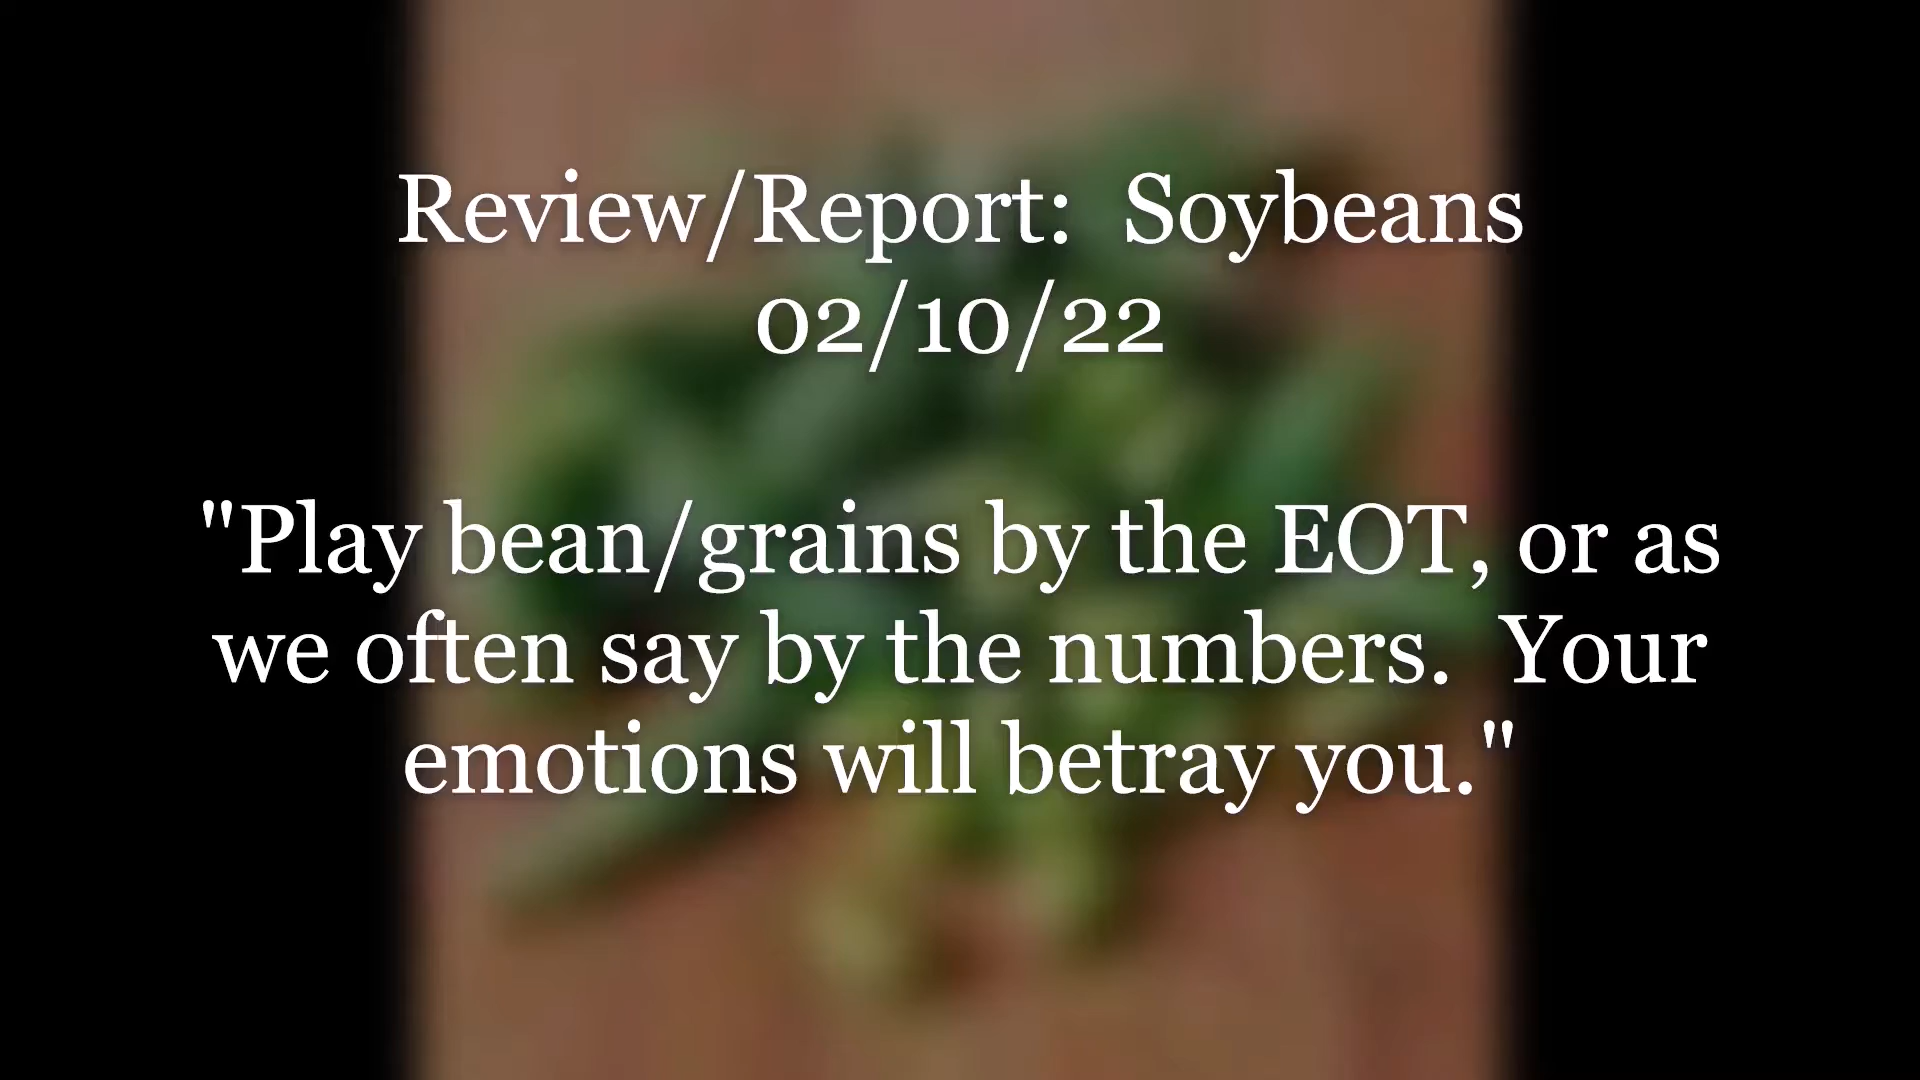 Review/Report:  Soybeans
02/10/22
"Play bean/grains by the EOT, or as
we often say by the numbers.  Your
emotions will betray you."